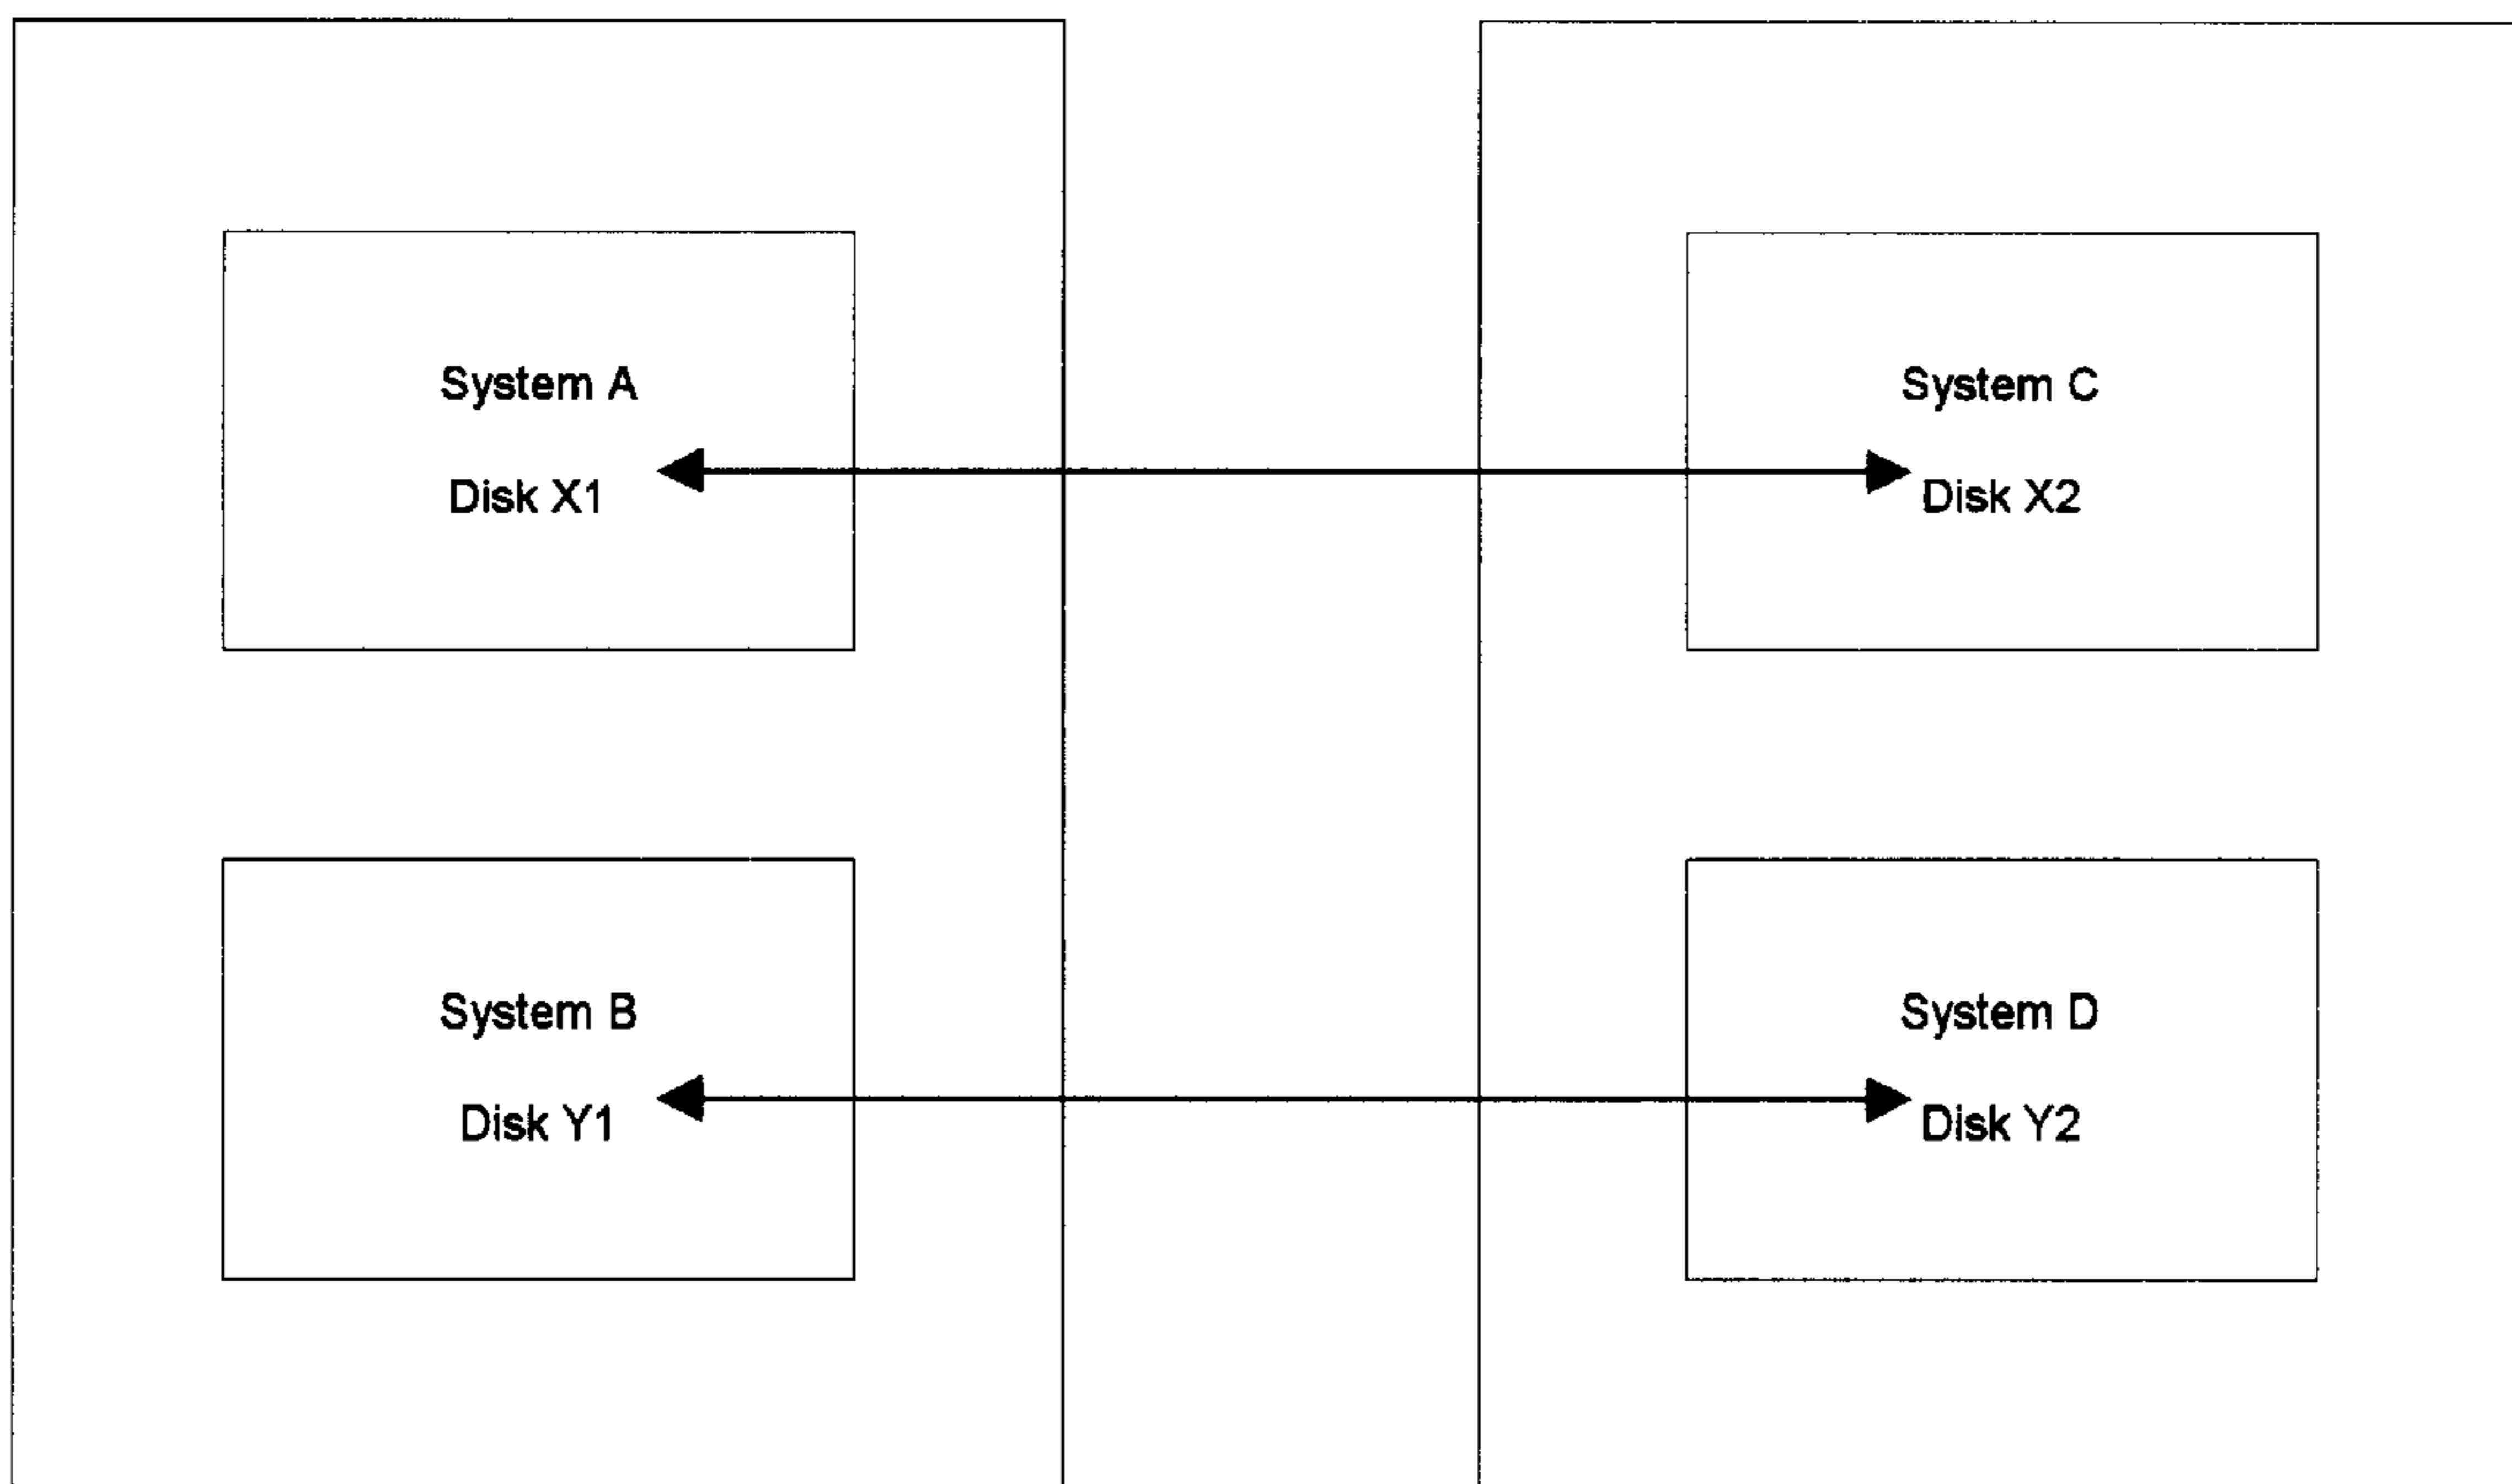 System A
Disk X1
System C
Disk X2
System B
Disk Y1
System D
Disk Y2